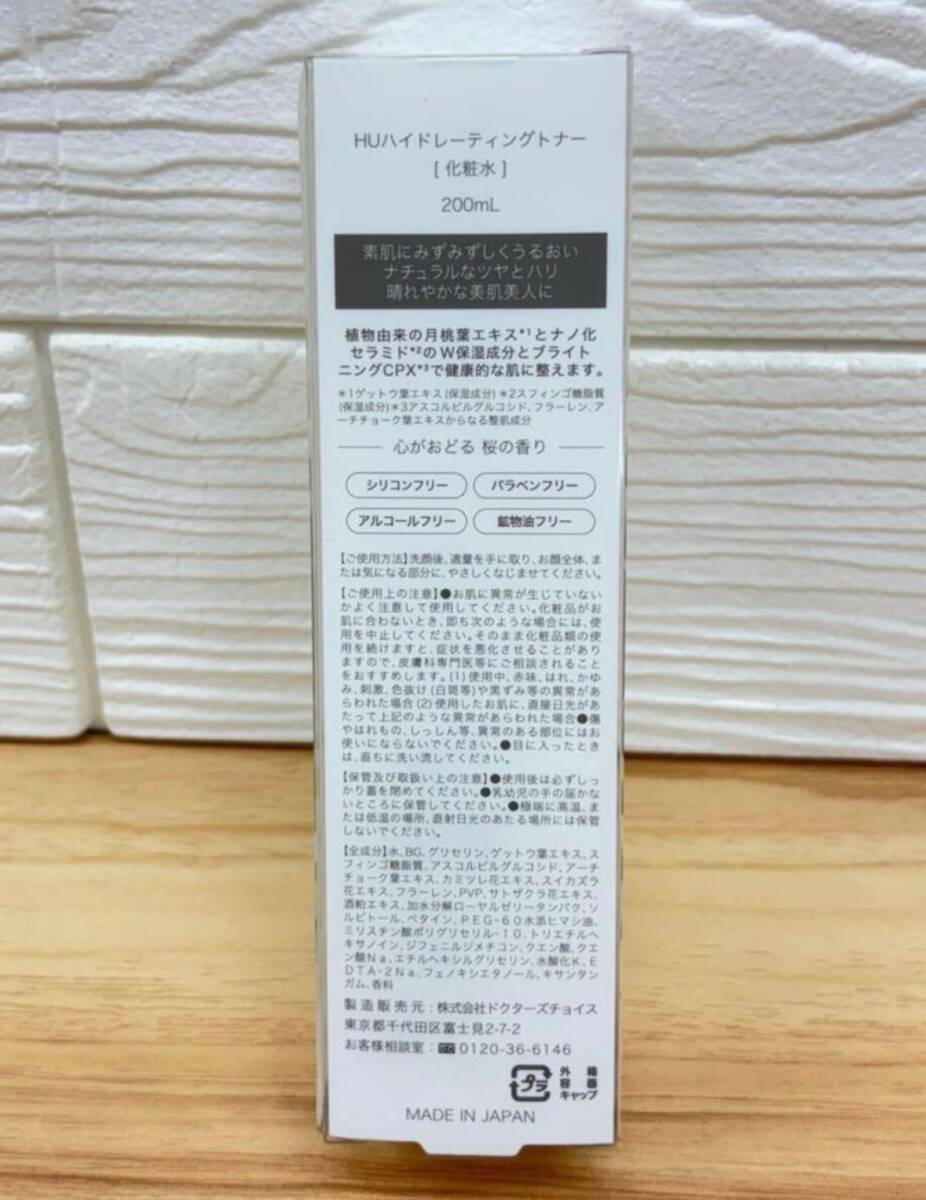 HUハイドレーティングトナー
[ 化粧水 ]
200mL
素肌にみずみずしくうるおい
ナチュラルなツヤとハリ
晴れやかな美肌美人に
植物由来の月桃葉エキス*1とナノ化
セラミド*2のW保湿成分とブライト
ニングCPX*3で健康的な肌に整えます。
*1ゲットウ葉エキス(保湿成分)*2スフィンゴ糖脂質
(保湿成分)*3アスコルビルグルコシド、フラーレン、ア
ーチチョーク葉エキスからなる整肌成分
心がおどる 桜の香り
シリコンフリー
パラベンフリー
アルコールフリー
鉱物油フリー
【ご使用方法】洗顔後、適量を手に取り、お顔全体、ま
たは気になる部分に、やさしくなじませてください。
【ご使用上の注意】●お肌に異常が生じていない
かよく注意して使用してください。化粧品がお
肌に合わないとき、即ち次のような場合には、使
用を中止してください。そのまま化粧品類の使
用を続けますと、症状を悪化させることがあり
ますので、皮膚科専門医等にご相談されること
をおすすめします。(1)使用中、赤味、はれ、かゆ
み、刺激、色抜け(白斑等)や黒ずみ等の異常があ
らわれた場合(2)使用したお肌に、直接日光があ
たって上記のような異常があらわれた場合●傷
やはれもの、しっしん等、異常のある部位にはお
使いにならないでください。●目に入ったときは
、直ちに洗い流してください。
【保管及び取扱い上の注意】●使用後は必ずしっ
かり蓋を閉めてください。●乳幼児の手の届かな
いところに保管してください。●極端に高温、ま
たは低温の場所、直射日光のあたる場所には保管
しないでください。
【全成分】水、BG、グリセリン、ゲットウ葉エキス、ス
フィンゴ糖脂質、アスコルビルグルコシド、アーチ
チョーク葉エキス、カミツレ花エキス、スイカズラ
花エキス、フラーレン、PVP、サトザクラ花エキス、
酒粕エキス、加水分解ローヤルゼリータンパク、ソ
ルビトール、ベタイン、PEG-60水添ヒマシ油、
ミリスチン酸ポリグリセリル-10、トリエチルヘ
キサノイン、ジフェニルジメチコン、クエン酸、クエ
ン酸Na、エチルヘキシルグリセリン、水酸化K、E
DTA-2Na、フェノキシエタノール、キサンタン
ガム、香料
製造販売元:株式会社ドクターズチョイス
東京都千代田区富士見2-7-2
お客様相談室:0120-36-6146
プラ
外箱
容器
キャップ
MADE IN JAPAN